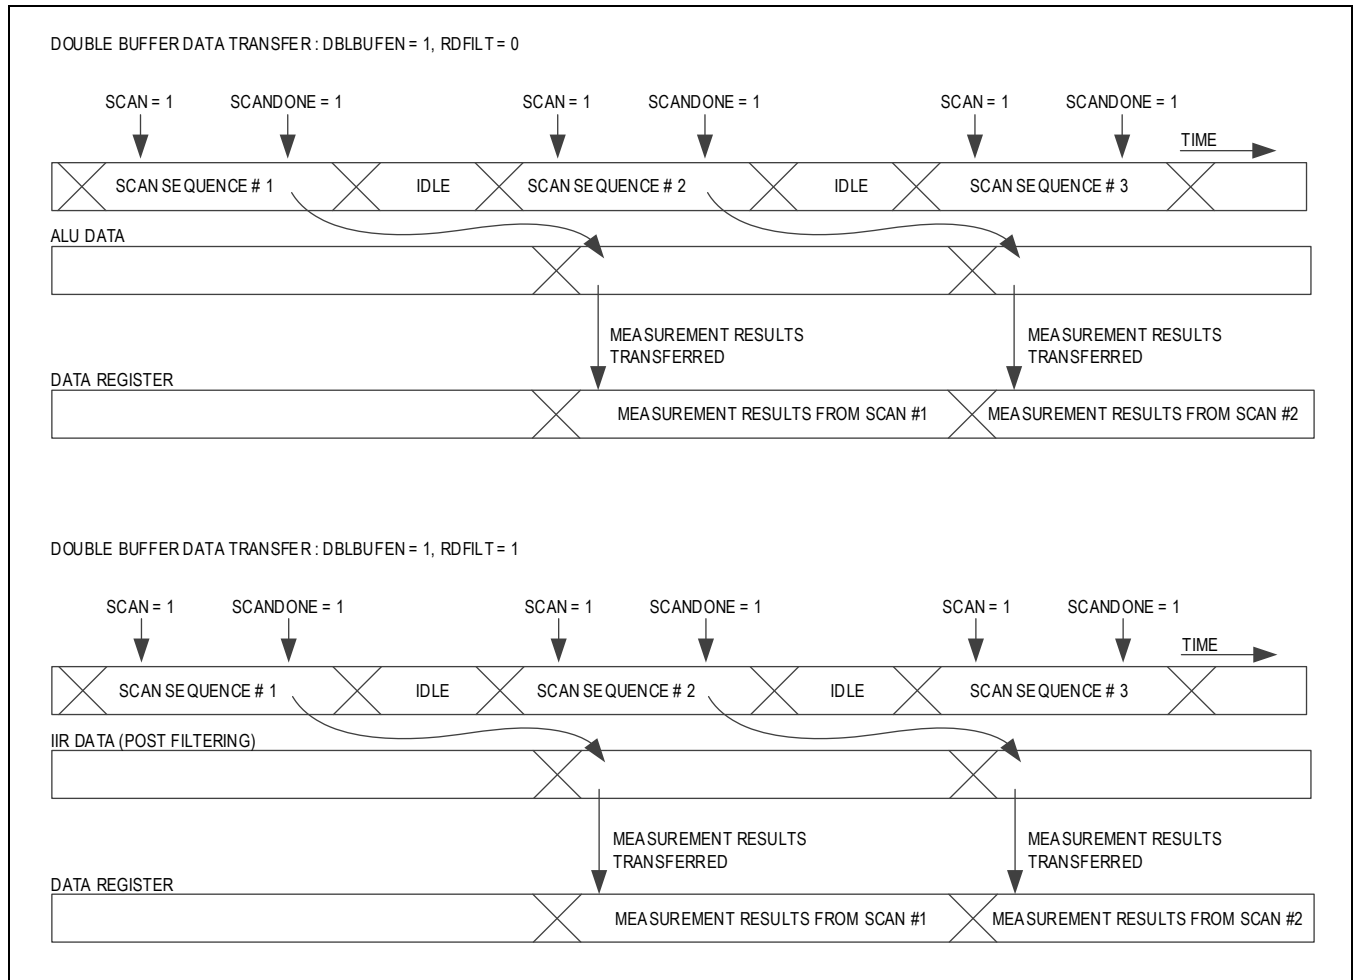 DOUBLE BUFFER DATA TRANSFER : DBLBUFEN = 1, RDFILT = 0
SCAN = 1 SCANDONE = 1 SCAN = 1 SCANDONE = 1 SCAN = 1 SCANDONE = 1
TIME
SCAN SEQUENCE # 1 IDLE SCAN SEQUENCE # 2 IDLE SCAN SEQUENCE # 3
ALU DATA
MEASUREMENT RESULTS MEASUREMENT RESULTS
TRANSFERRED TRANSFERRED
DATA REGISTER
MEASUREMENT RESULTS FROM SCAN #1 MEASUREMENT RESULTS FROM SCAN #2
DOUBLE BUFFER DATA TRANSFER : DBLBUFEN = 1, RDFILT = 1
SCAN = 1 SCANDONE = 1 SCAN = 1 SCANDONE = 1 SCAN = 1 SCANDONE = 1
TIME
SCAN SEQUENCE # 1 IDLE SCAN SEQUENCE # 2 IDLE SCAN SEQUENCE # 3
IIR DATA (POST FILTERING)
MEASUREMENT RESULTS MEASUREMENT RESULTS
TRANSFERRED TRANSFERRED
DATA REGISTER
MEASUREMENT RESULTS FROM SCAN #1 MEASUREMENT RESULTS FROM SCAN #2